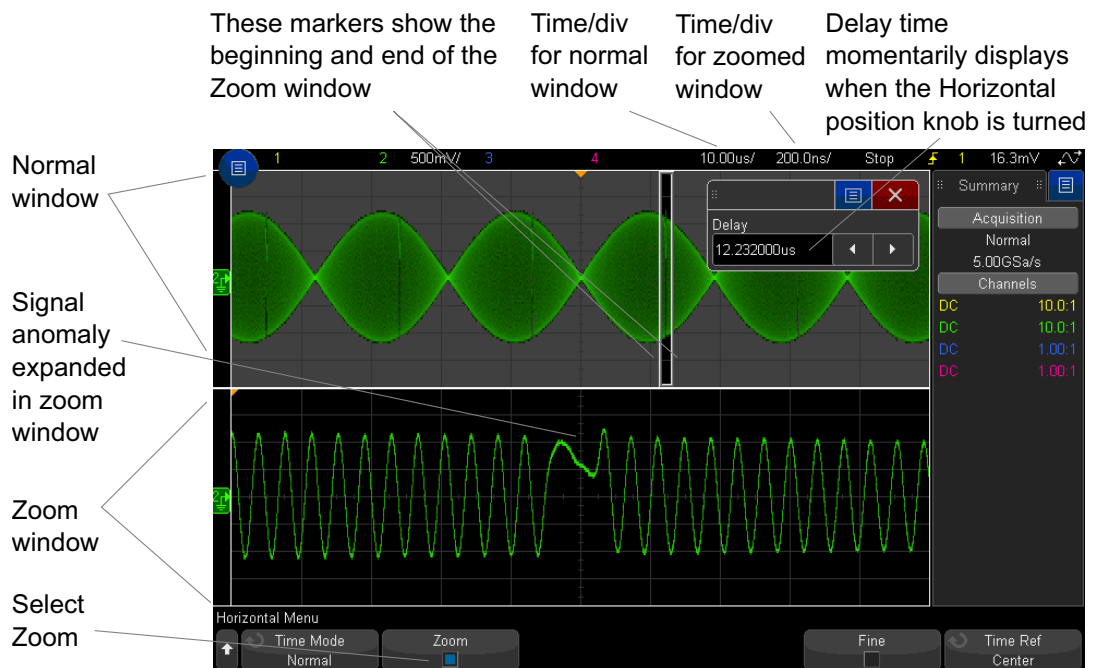 These markers show the
beginning and end of the
Zoom window
Time/div
for normal
window
Time/div
for zoomed
window
Delay time
momentarily displays
when the Horizontal
position knob is turned
Normal
window
Signal
anomaly
expanded
in zoom
window
Zoom
window
Select
Zoom
1 2 500mV// 3 4 10.00us/ 200.0ns/ Stop 1 16.3mV
Delay
12.232000us
Summary
Acquisition
Normal
5.00GSa/s
Channels
DC 10.0:1
DC 10.0:1
DC 1.00:1
DC 1.00:1
2
2
Horizontal Menu
Time Mode
Normal
Zoom
Fine
Time Ref
Center